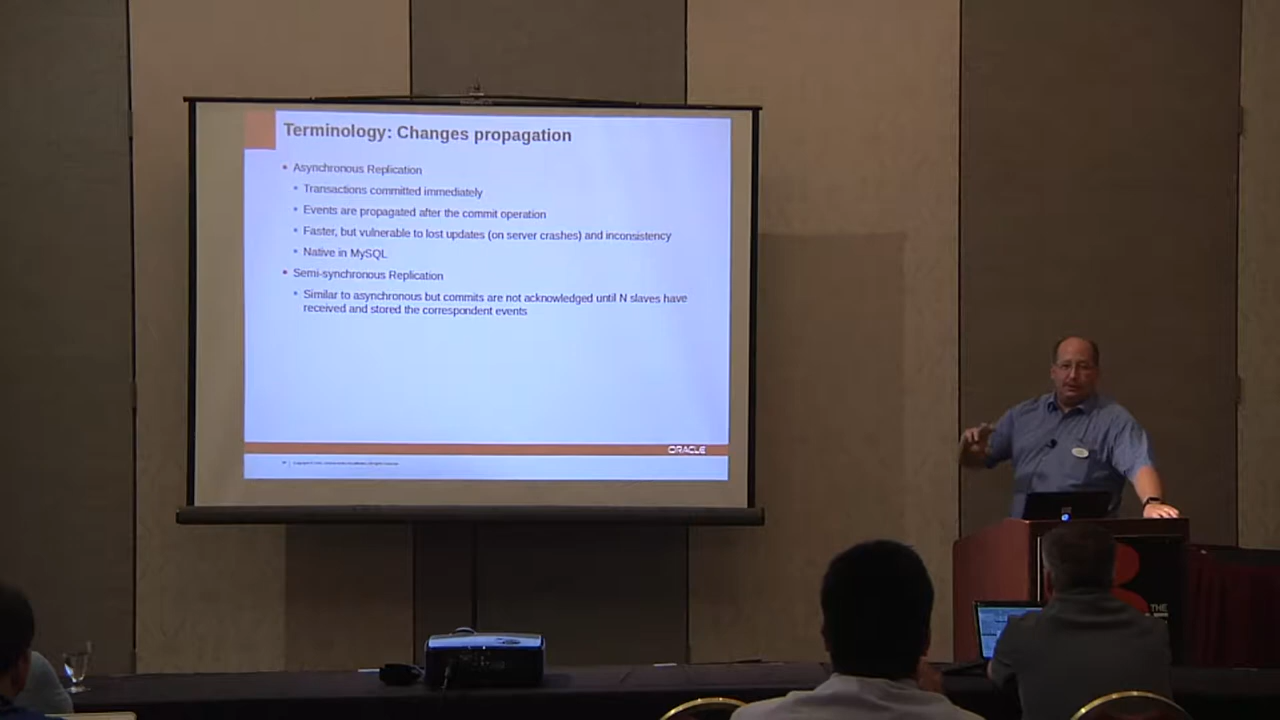 Terminology: Changes propagation
Asynchronous Replication
Transactions committed immediately
Events are propagated after the commit operation
Faster, but vulnerable to lost updates (on server crashes) and inconsistency
Native in MySQL
Semi-synchronous Replication
Similar to asynchronous but commits are not acknowledged until N slaves have
received and stored the correspondent events
ORACLE
THE